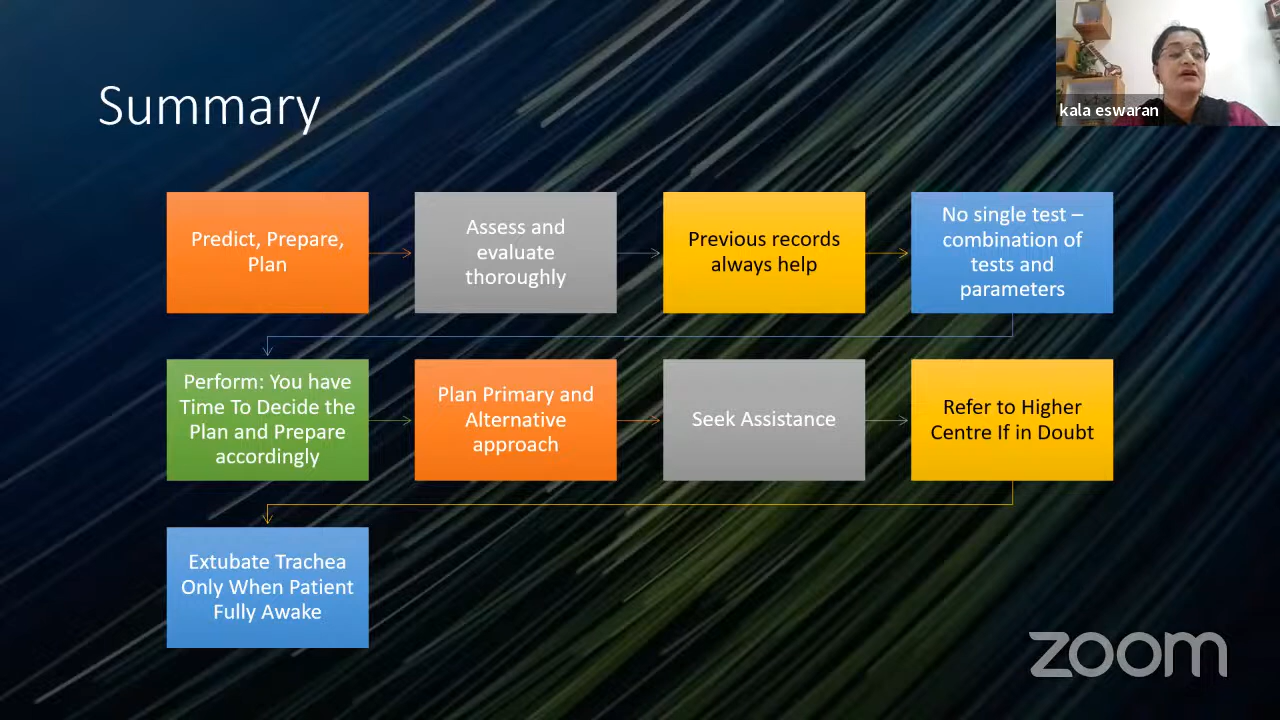 Summary
kala eswaran
Predict, Prepare,
Plan
Assess and
evaluate
thoroughly
Previous records
always help
No single test –
combination of
tests and
parameters
Perform: You have
Time To Decide the
Plan and Prepare
accordingly
Plan Primary and
Alternative
approach
Seek Assistance
Refer to Higher
Centre If in Doubt
Extubate Trachea
Only When Patient
Fully Awake
zoom